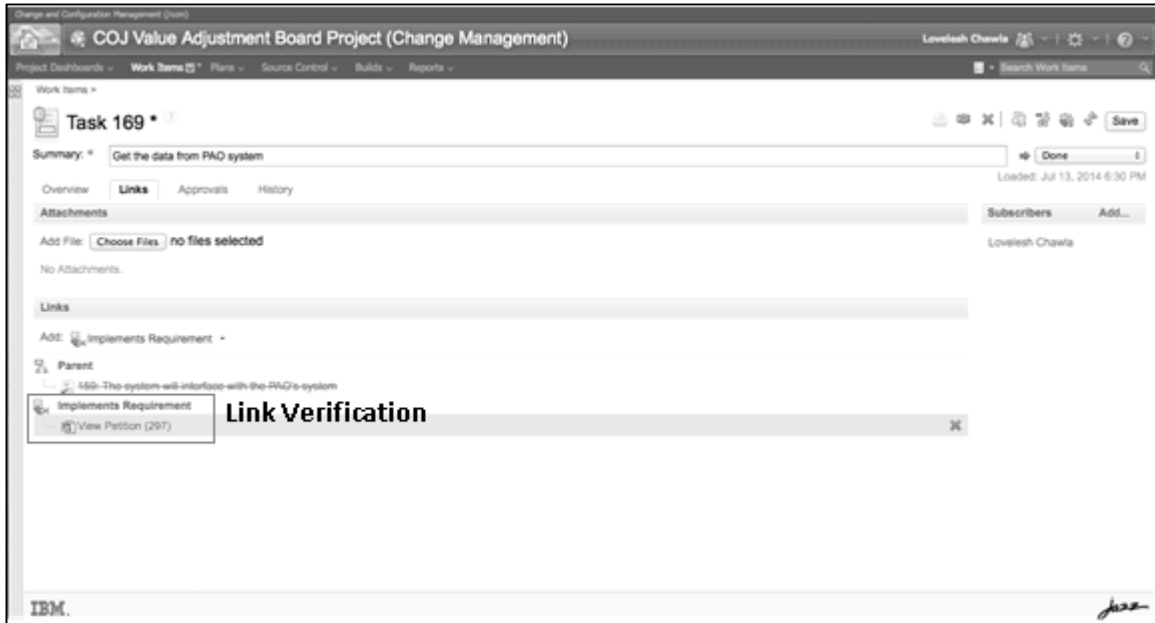 Change and Configuration Management (/ccm)
COJ Value Adjustment Board Project (Change Management)
Lovelesh Chawla
Project Dashboards Work Items Plans Source Control Builds Reports
Search Work Items
Work Items >
Task 169 *
Save
Summary: * Get the data from PAO system
Done
Loaded: Jul 13, 2014 6:30 PM
Overview Links Approvals History
Attachments
Subscribers Add...
Add File: Choose Files no files selected
Lovelesh Chawla
No Attachments.
Links
Add: Implements Requirement
Parent
159: The system will interface with the PAO's system
Implements Requirement
View Petition (297)
Link Verification
IBM.
jazz